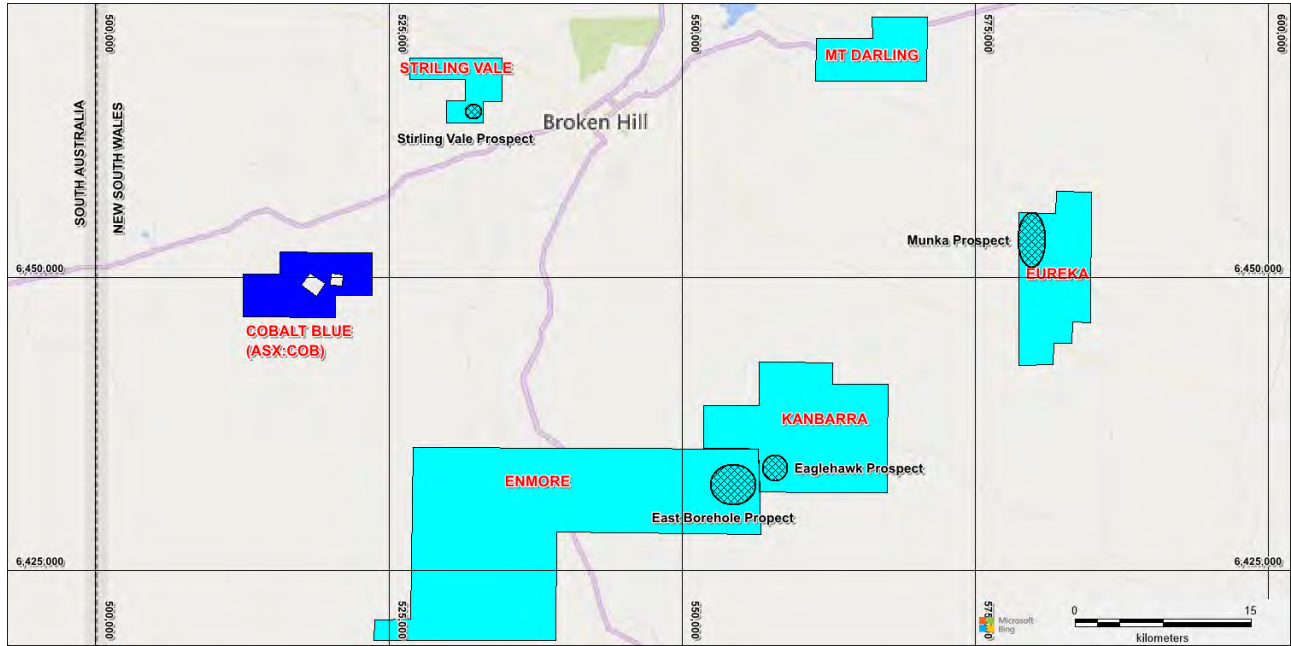 500,000
525,000
550,000
575,000
600,000
STRILING VALE
MT DARLING
SOUTH AUSTRALIA
NEW SOUTH WALES
Broken Hill
Stirling Vale Prospect
Munka Prospect
6,450,000
6,450,000
EUREKA
COBALT BLUE
(ASX:COB)
KANBARRA
Eaglehawk Prospect
ENMORE
East Borehole Propect
6,425,000
6,425,000
500,000
525,000
550,000
575,000
0
15
Microsoft
Bing
kilometers